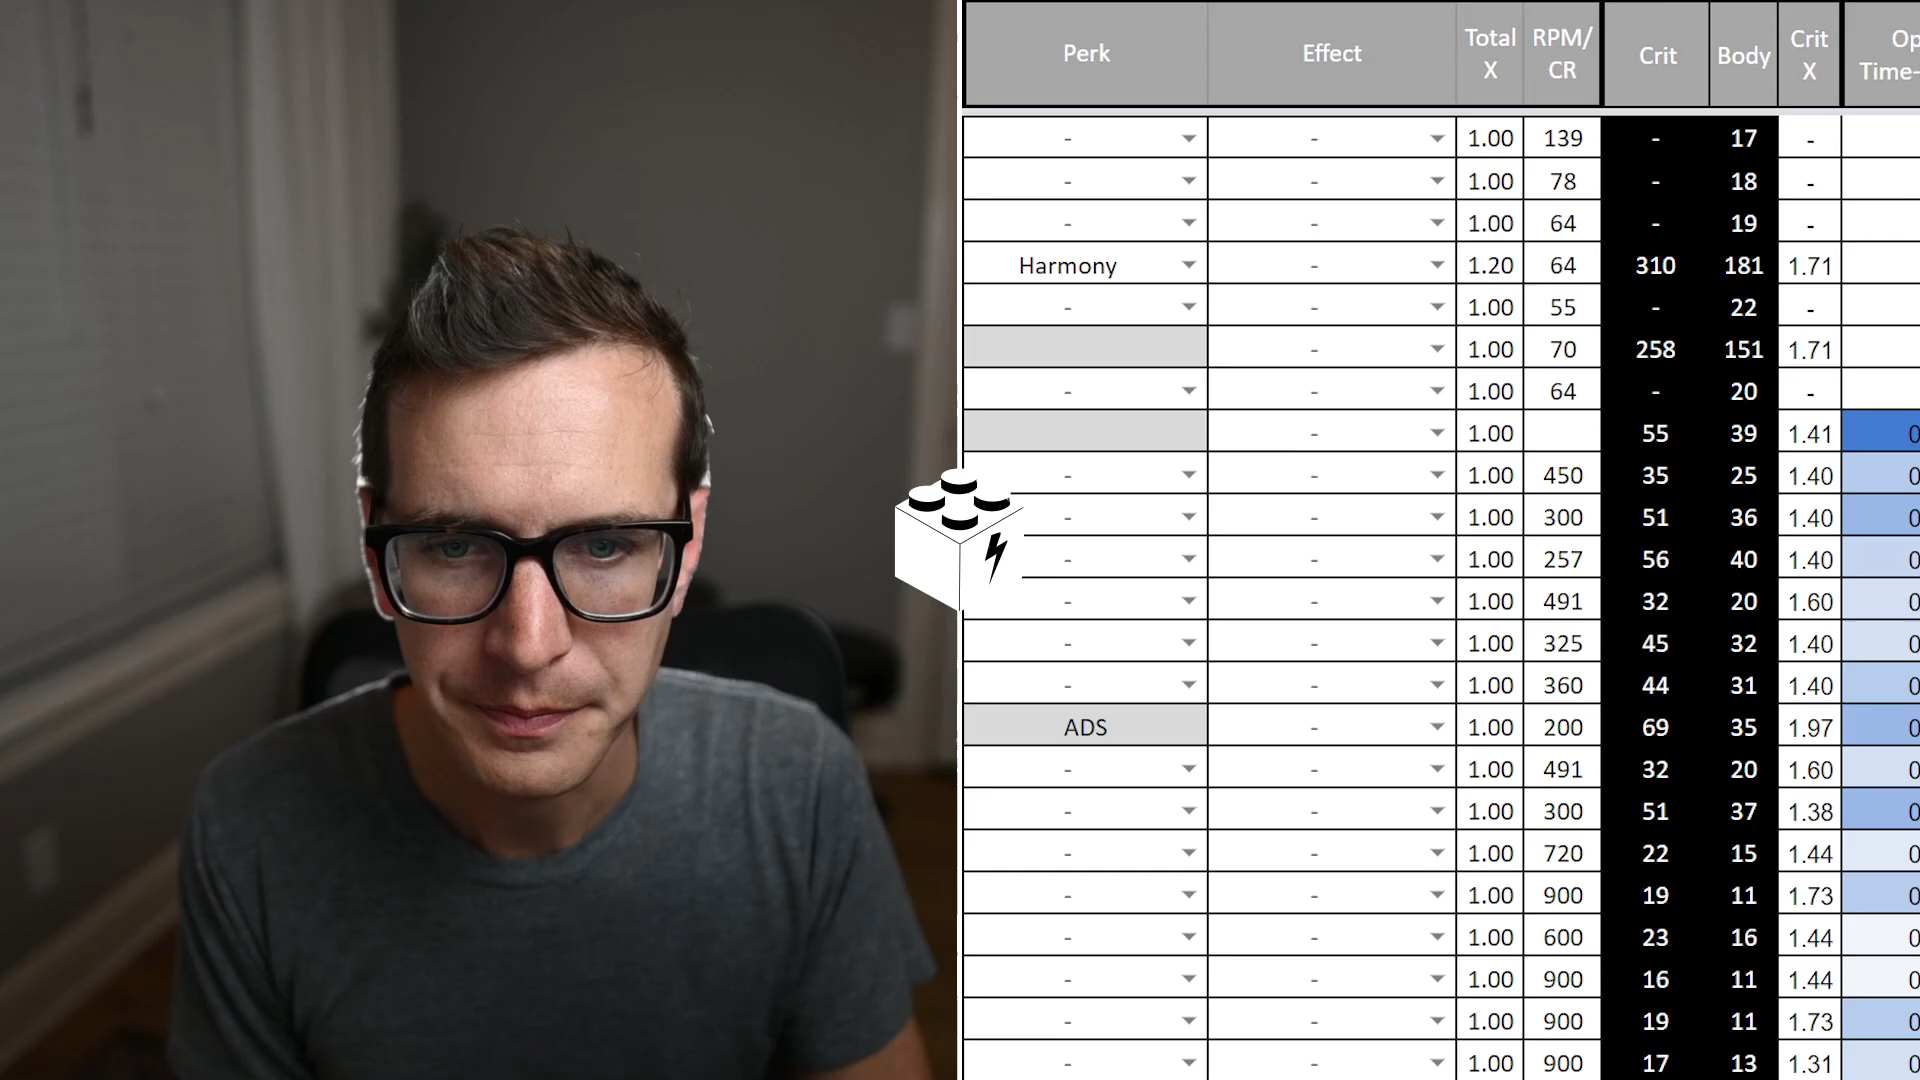 Perk Effect Total X RPM/ CR Crit Body Crit X Op Time-
- - 1.00 139 - 17 -
- - 1.00 78 - 18 -
- - 1.00 64 - 19 -
Harmony - 1.20 64 310 181 1.71
- - 1.00 55 - 22 -
- 1.00 70 258 151 1.71
- - 1.00 64 - 20 -
- 1.00 55 39 1.41 0
- - 1.00 450 35 25 1.40 0
- - 1.00 300 51 36 1.40 0
- - 1.00 257 56 40 1.40 0
- - 1.00 491 32 20 1.60 0
- - 1.00 325 45 32 1.40 0
- - 1.00 360 44 31 1.40 0
ADS - 1.00 200 69 35 1.97 0
- - 1.00 491 32 20 1.60 0
- - 1.00 300 51 37 1.38 0
- - 1.00 720 22 15 1.44 0
- - 1.00 900 19 11 1.73 0
- - 1.00 600 23 16 1.44 0
- - 1.00 900 16 11 1.44 0
- - 1.00 900 19 11 1.73 0
- - 1.00 900 17 13 1.31 0